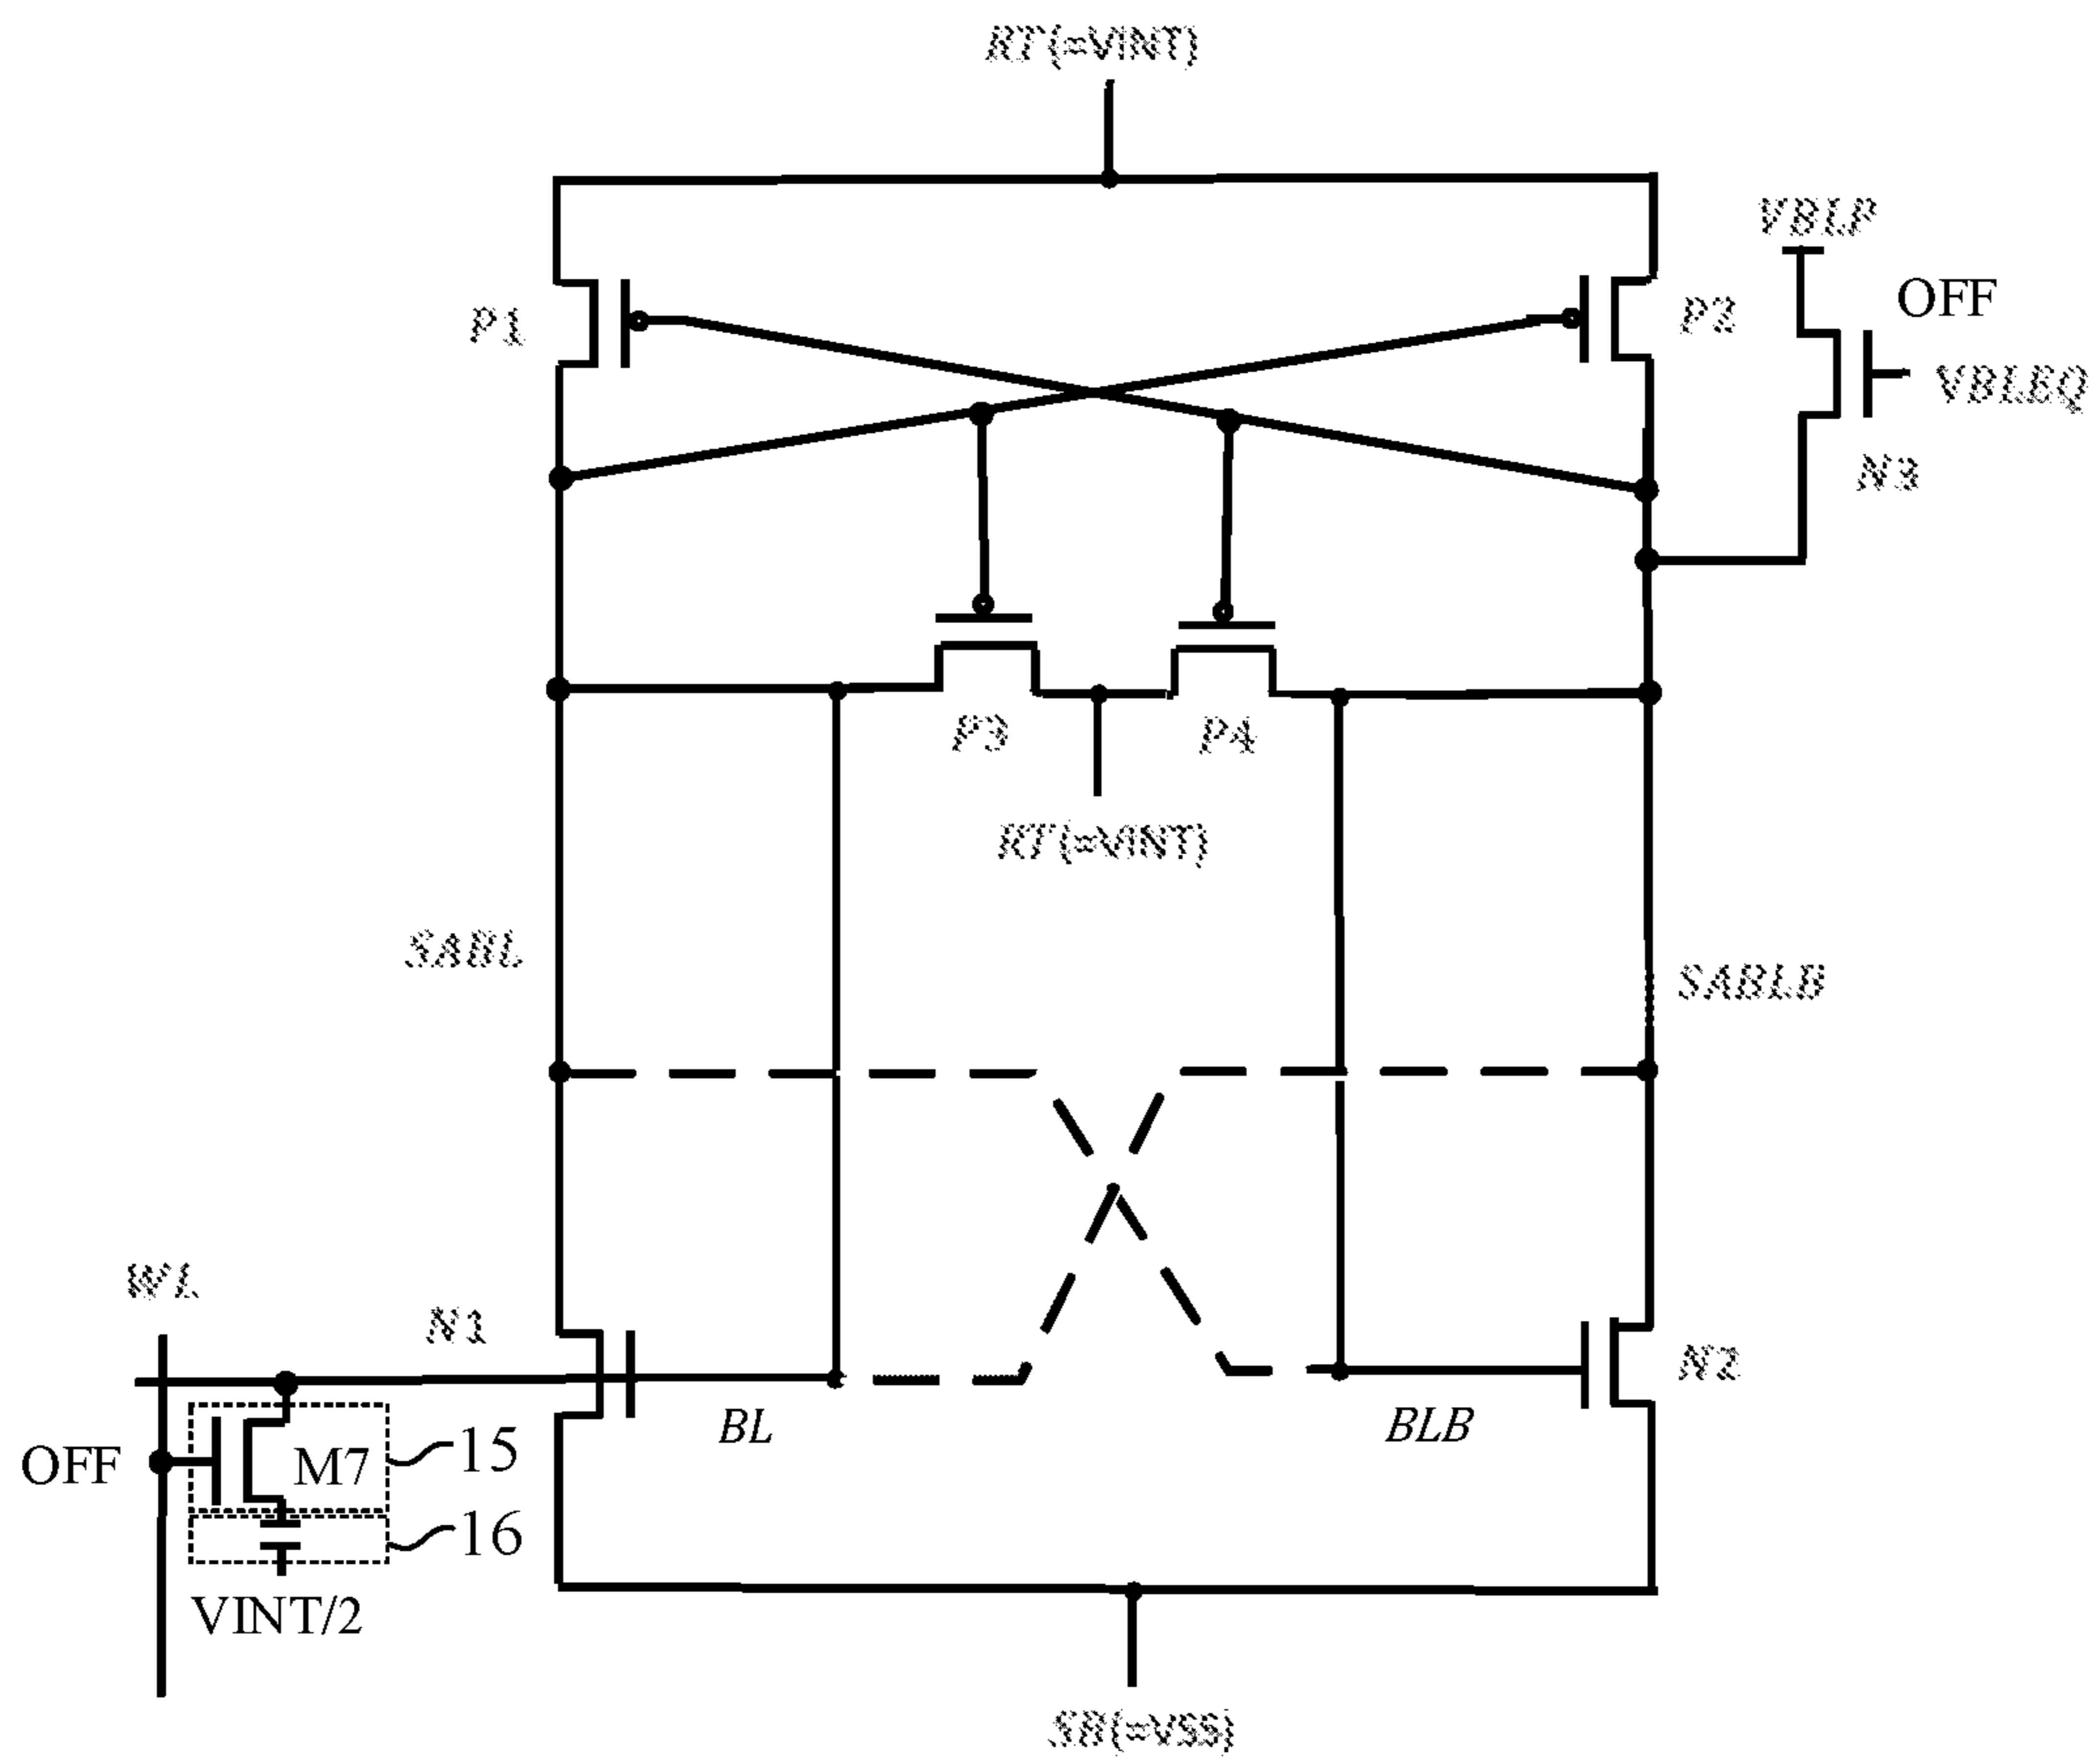 RT(=VINT)
VBLP
OFF
P1
P2
VBLEQ
N3
P3
P4
RT(=VINT)
SABL
SABLB
WL
N1
N2
BL
BLB
OFF
M7
15
16
VINT/2
SB(=VSS)